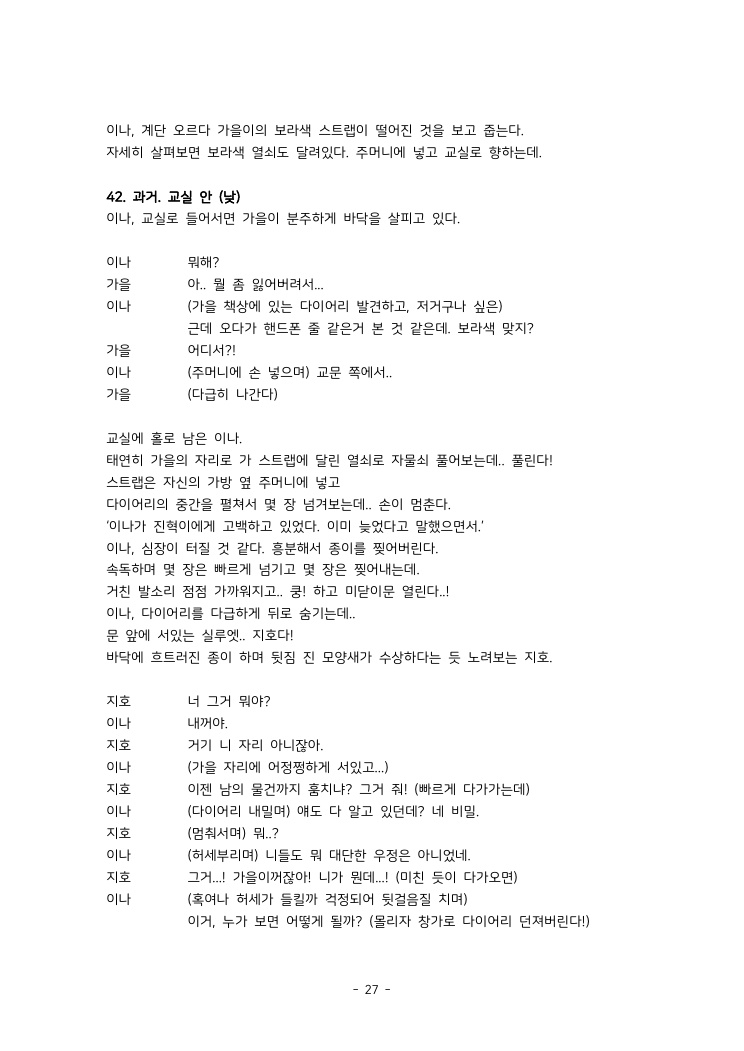 이나, 계단 오르다 가을이의 보라색 스트랩이 떨어진 것을 보고 줍는다.
자세히 살펴보면 보라색 열쇠도 달려있다. 주머니에 넣고 교실로 향하는데.
42. 과거. 교실 안 (낮)
이나, 교실로 들어서면 가을이 분주하게 바닥을 살피고 있다.
이나 뭐해?
가을 아.. 뭘 좀 잃어버려서...
이나 (가을 책상에 있는 다이어리 발견하고, 저거구나 싶은)
근데 오다가 핸드폰 줄 같은거 본 것 같은데. 보라색 맞지?
가을 어디서?!
이나 (주머니에 손 넣으며) 교문 쪽에서..
가을 (다급히 나간다)
교실에 홀로 남은 이나.
태연히 가을의 자리로 가 스트랩에 달린 열쇠로 자물쇠 풀어보는데.. 풀린다!
스트랩은 자신의 가방 옆 주머니에 넣고
다이어리의 중간을 펼쳐서 몇 장 넘겨보는데.. 손이 멈춘다.
‘이나가 진혁이에게 고백하고 있었다. 이미 늦었다고 말했으면서.’
이나, 심장이 터질 것 같다. 흥분해서 종이를 찢어버린다.
속독하며 몇 장은 빠르게 넘기고 몇 장은 찢어내는데.
거친 발소리 점점 가까워지고.. 쿵! 하고 미닫이문 열린다..!
이나, 다이어리를 다급하게 뒤로 숨기는데..
문 앞에 서있는 실루엣.. 지호다!
바닥에 흐트러진 종이 하며 뒷짐 진 모양새가 수상하다는 듯 노려보는 지호.
지호 너 그거 뭐야?
이나 내꺼야.
지호 거기 니 자리 아니잖아.
이나 (가을 자리에 어정쩡하게 서있고...)
지호 이젠 남의 물건까지 훔치냐? 그거 줘! (빠르게 다가가는데)
이나 (다이어리 내밀며) 얘도 다 알고 있던데? 네 비밀.
지호 (멈춰서며) 뭐..?
이나 (허세부리며) 니들도 뭐 대단한 우정은 아니었네.
지호 그거...! 가을이꺼잖아! 니가 뭔데...! (미친 듯이 다가오면)
이나 (혹여나 허세가 들킬까 걱정되어 뒷걸음질 치며)
이거, 누가 보면 어떻게 될까? (몰리자 창가로 다이어리 던져버린다!)
- 27 -